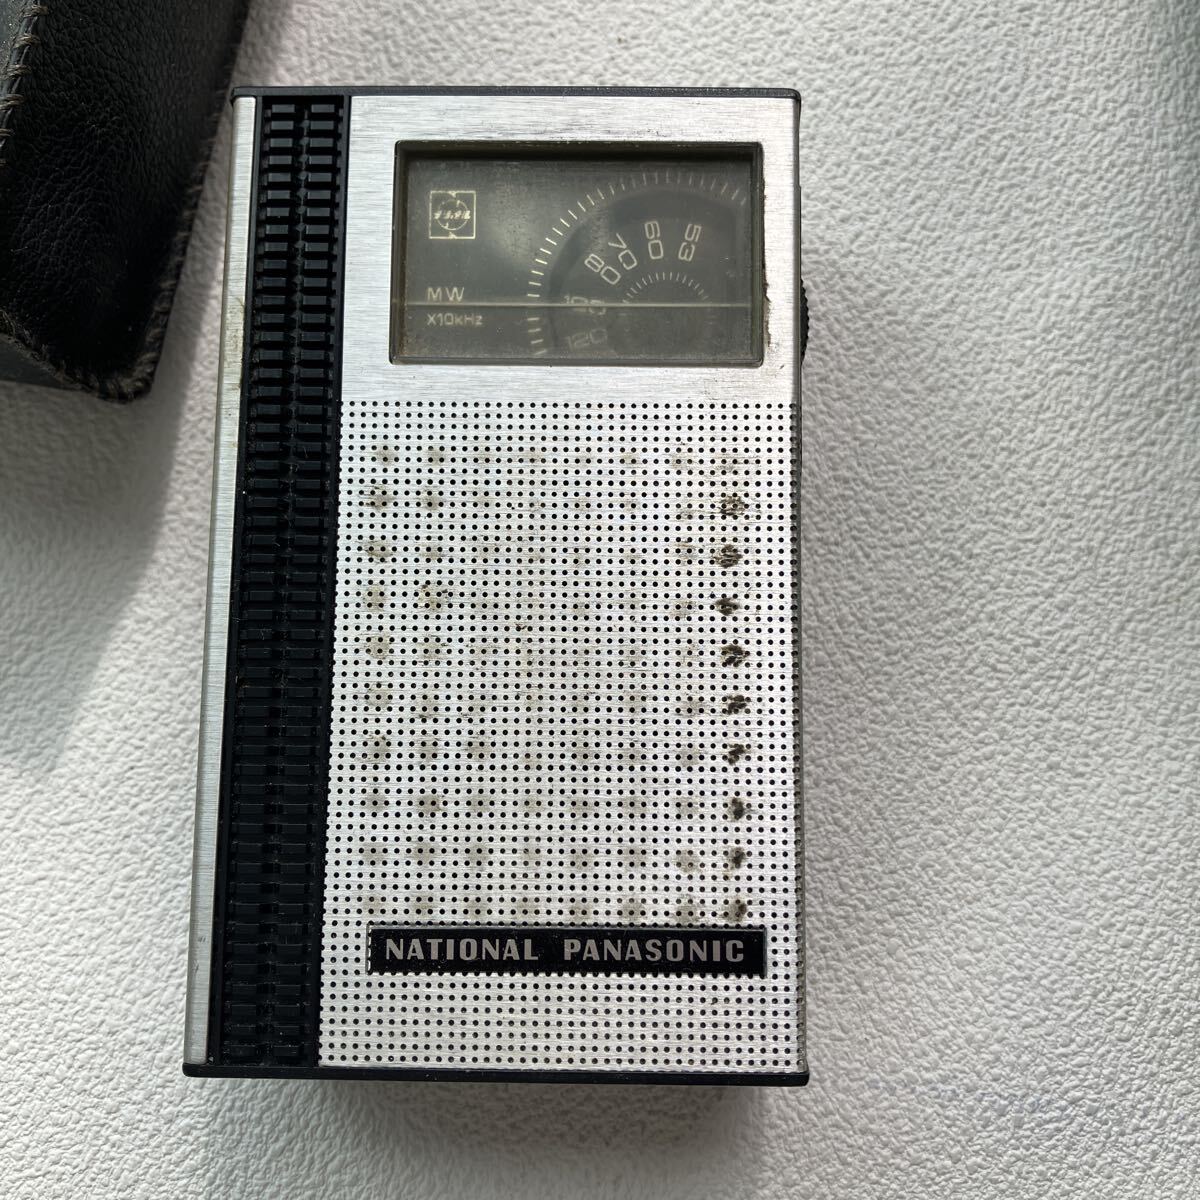 MW
X10kHz
53
60
70
80
100
120
NATIONAL PANASONIC